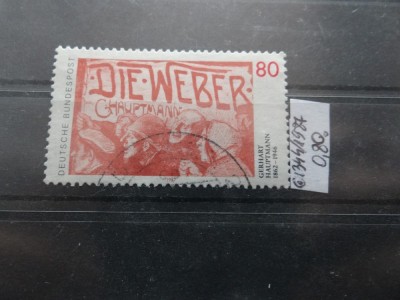 ·DIE·WEBER·
G·HAUPTMANN·
80
DEUTSCHE BUNDESPOST
GERHART
HAUPTMANN
1862–1946
0,80